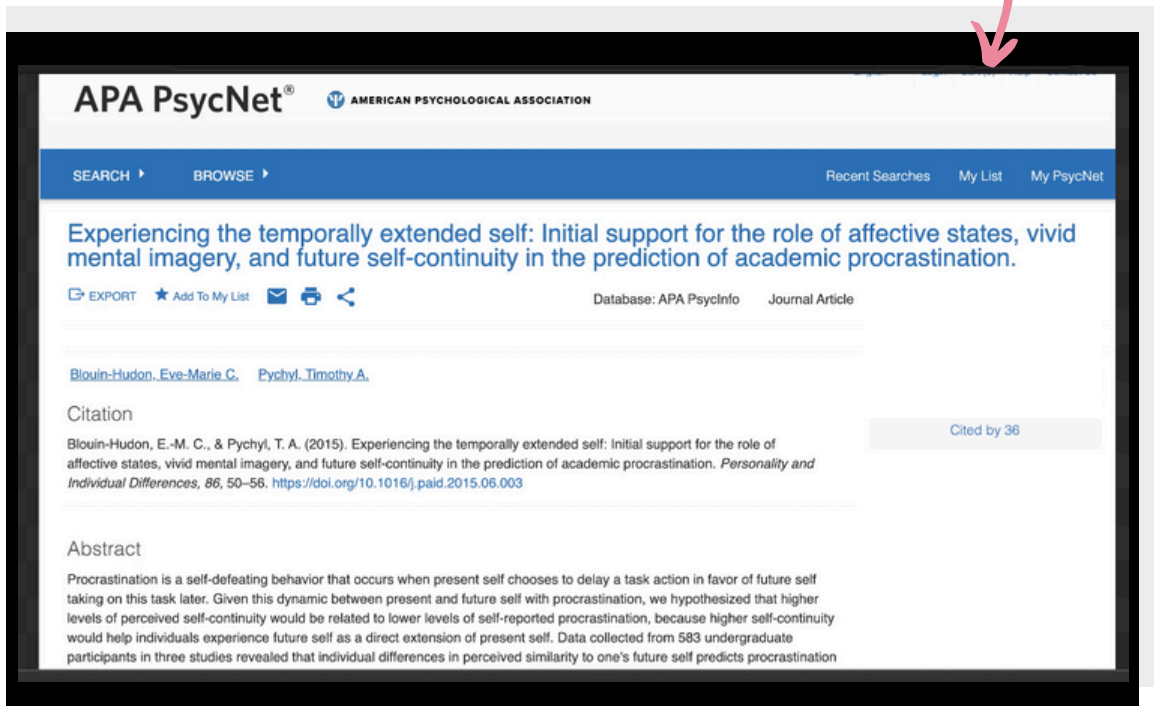 APA PsycNet® AMERICAN PSYCHOLOGICAL ASSOCIATION
SEARCH BROWSE Recent Searches My List My PsycNet
Experiencing the temporally extended self: Initial support for the role of affective states, vivid
mental imagery, and future self-continuity in the prediction of academic procrastination.
EXPORT Add To My List Database: APA PsycInfo Journal Article
Blouin-Hudon, Eve-Marie C. Pychyl, Timothy A.
Citation
Cited by 36
Blouin-Hudon, E.-M. C., & Pychyl, T. A. (2015). Experiencing the temporally extended self: Initial support for the role of
affective states, vivid mental imagery, and future self-continuity in the prediction of academic procrastination. Personality and
Individual Differences, 86, 50–56. https://doi.org/10.1016/j.paid.2015.06.003
Abstract
Procrastination is a self-defeating behavior that occurs when present self chooses to delay a task action in favor of future self
taking on this task later. Given this dynamic between present and future self with procrastination, we hypothesized that higher
levels of perceived self-continuity would be related to lower levels of self-reported procrastination, because higher self-continuity
would help individuals experience future self as a direct extension of present self. Data collected from 583 undergraduate
participants in three studies revealed that individual differences in perceived similarity to one's future self predicts procrastination